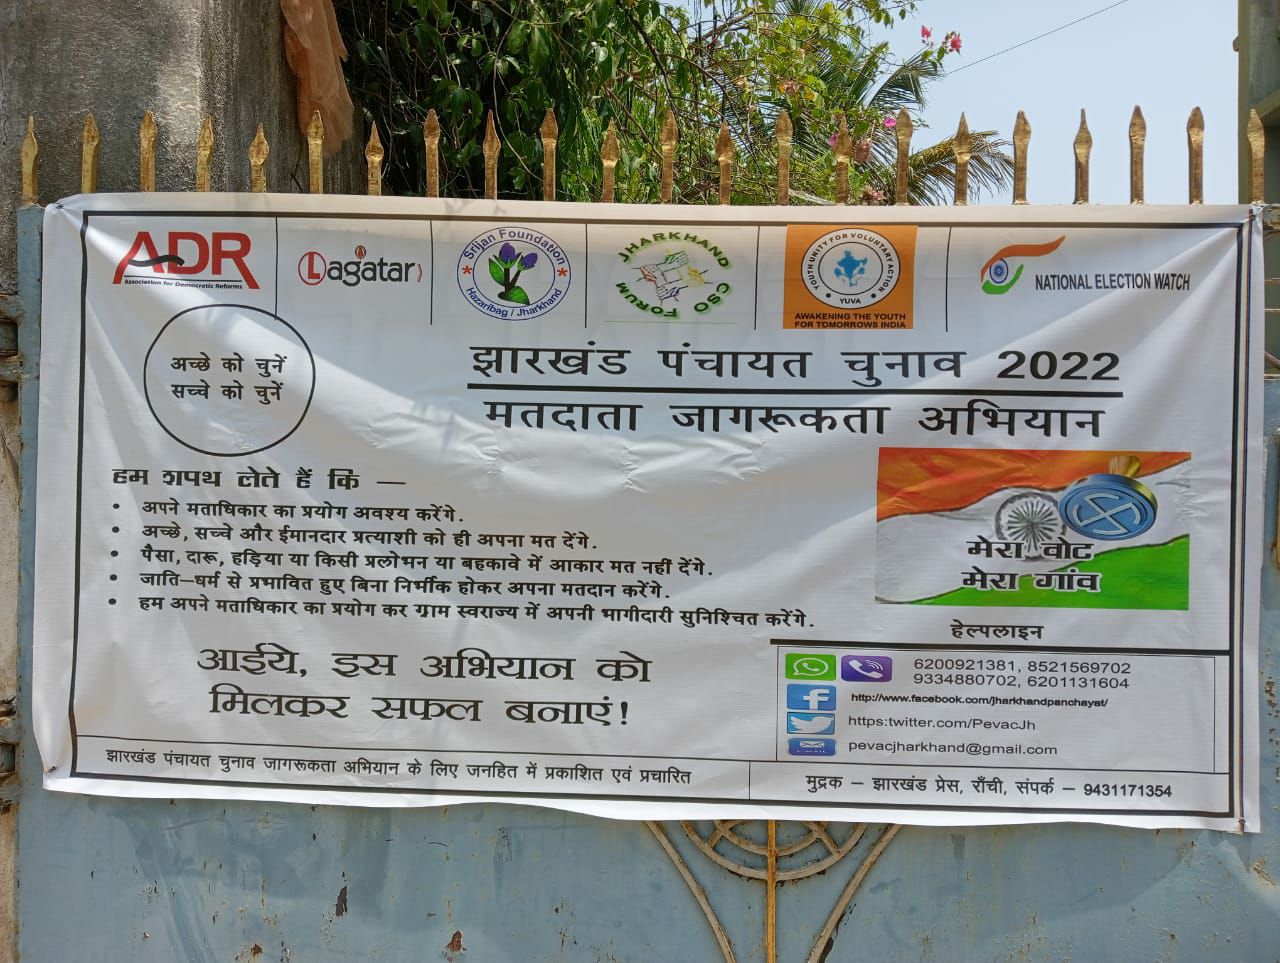 ADR
Association for Democratic Reforms
Lagatar
Srijan Foundation
Hazaribag / Jharkhand
JHARKHAND CSO FORUM
YOUTH UNITY FOR VOLUNTARY ACTION
YUVA
AWAKENING THE YOUTH
FOR TOMORROWS INDIA
NATIONAL ELECTION WATCH
अच्छे को चुनें
सच्चे को चुनें
झारखंड पंचायत चुनाव 2022
मतदाता जागरूकता अभियान
हम शपथ लेते हैं कि —
• अपने मताधिकार का प्रयोग अवश्य करेंगे.
• अच्छे, सच्चे और ईमानदार प्रत्याशी को ही अपना मत देंगे.
• पैसा, दारू, हड़िया या किसी प्रलोभन या बहकावे में आकार मत नहीं देंगे.
• जाति–धर्म से प्रभावित हुए बिना निर्भीक होकर अपना मतदान करेंगे.
• हम अपने मताधिकार का प्रयोग कर ग्राम स्वराज्य में अपनी भागीदारी सुनिश्चित करेंगे.
मेरा वोट
मेरा गांव
आईये, इस अभियान को
मिलकर सफल बनाएं!
हेल्पलाइन
6200921381, 8521569702
9334880702, 6201131604
http://www.facebook.com/jharkhandpanchayat/
https:twitter.com/PevacJh
E-MAIL
pevacjharkhand@gmail.com
झारखंड पंचायत चुनाव जागरूकता अभियान के लिए जनहित में प्रकाशित एवं प्रचारित
मुद्रक – झारखंड प्रेस, राँची, संपर्क – 9431171354